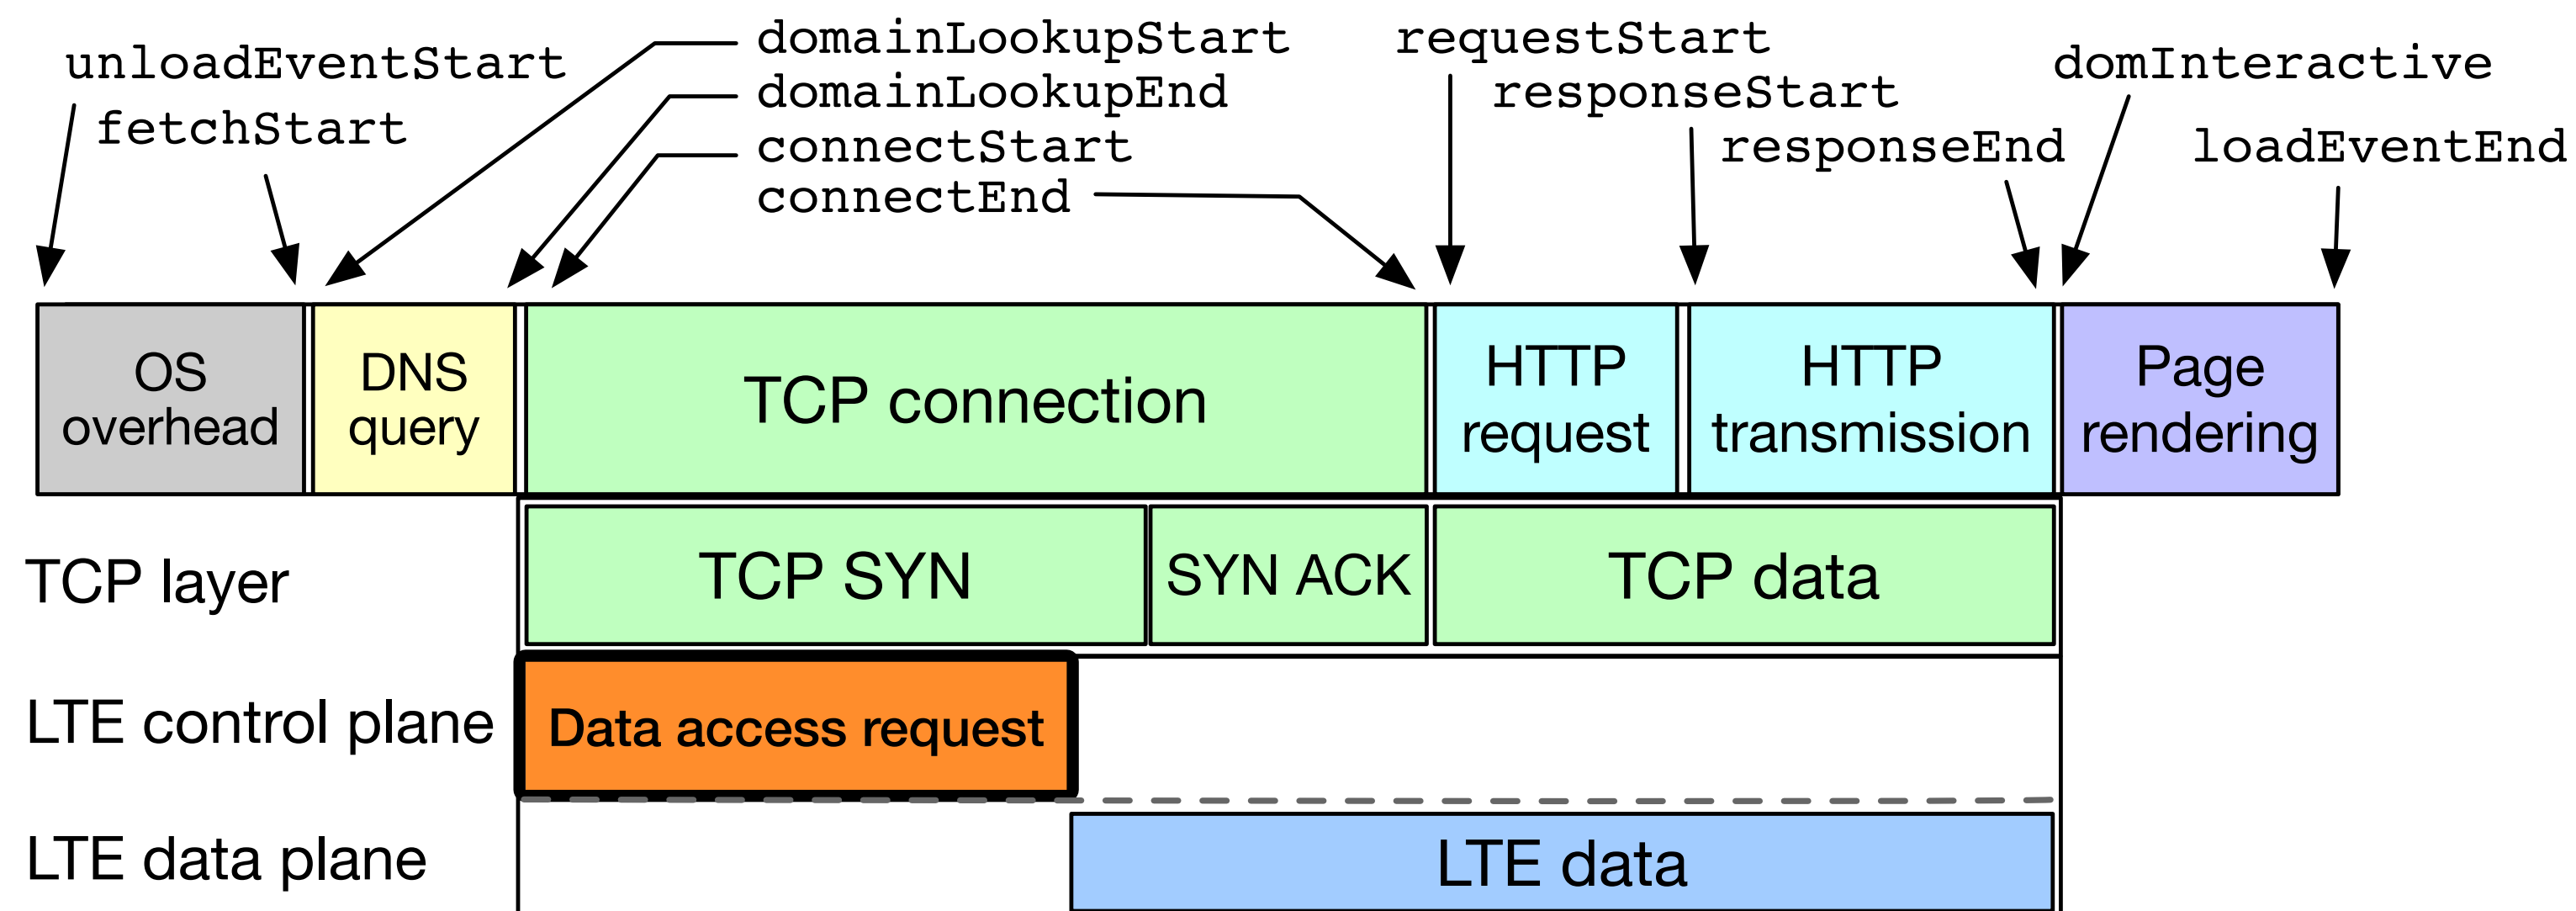 unloadEventStart
fetchStart
domainLookupStart
domainLookupEnd
connectStart
connectEnd
requestStart
responseStart
responseEnd
domInteractive
loadEventEnd
OS
overhead
DNS
query
TCP connection
HTTP
request
HTTP
transmission
Page
rendering
TCP layer
TCP SYN
SYN ACK
TCP data
LTE control plane
Data access request
LTE data plane
LTE data